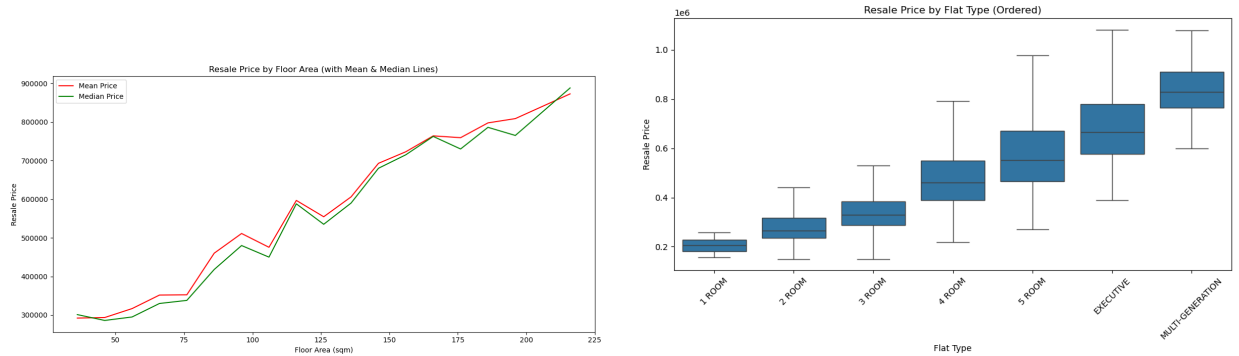 Resale Price by Floor Area (with Mean & Median Lines)
Mean Price
Median Price
900000
800000
700000
600000
500000
400000
300000
Resale Price
50
75
100
125
150
175
200
225
Floor Area (sqm)
Resale Price by Flat Type (Ordered)
1e6
1.0
0.8
0.6
0.4
0.2
Resale Price
1 ROOM
2 ROOM
3 ROOM
4 ROOM
5 ROOM
EXECUTIVE
MULTI-GENERATION
Flat Type